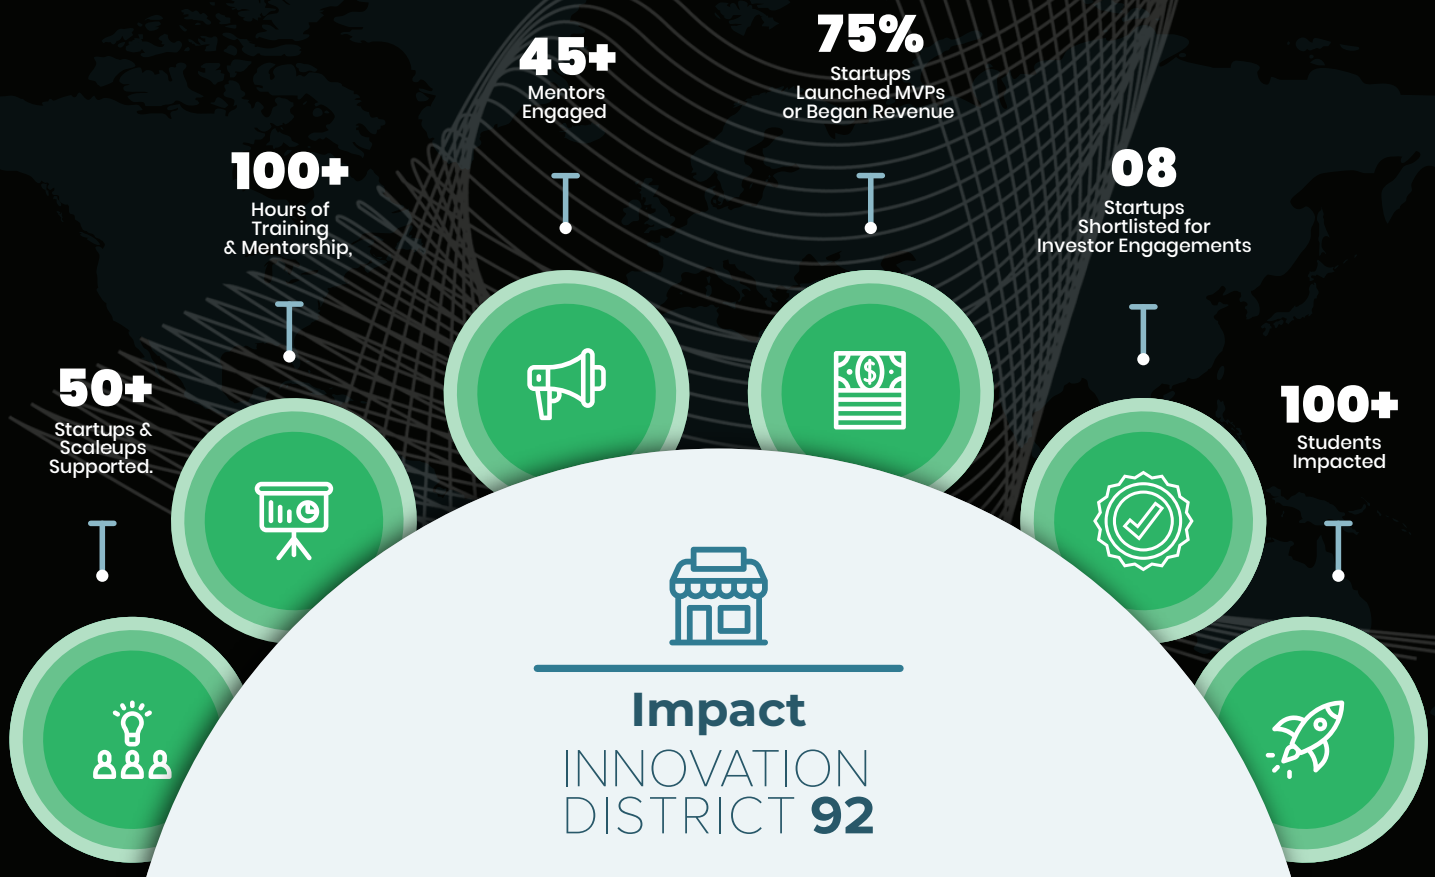 50+
Startups &
Scaleups
Supported.
100+
Hours of
Training
& Mentorship,
45+
Mentors
Engaged
75%
Startups
Launched MVPs
or Began Revenue
08
Startups
Shortlisted for
Investor Engagements
100+
Students
Impacted
$
Impact
INNOVATION
DISTRICT 92